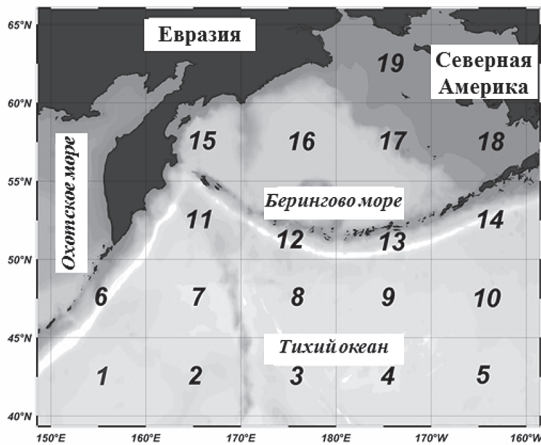 65°N
Евразия
19
Северная
Америка
60°N
15
16
17
18
Охотское море
55°N
Берингово море
11
12
13
14
50°N
6
7
8
9
10
45°N
Тихий океан
1
2
3
4
5
40°N
150°E
160°E
170°E
180°E
170°W
160°W